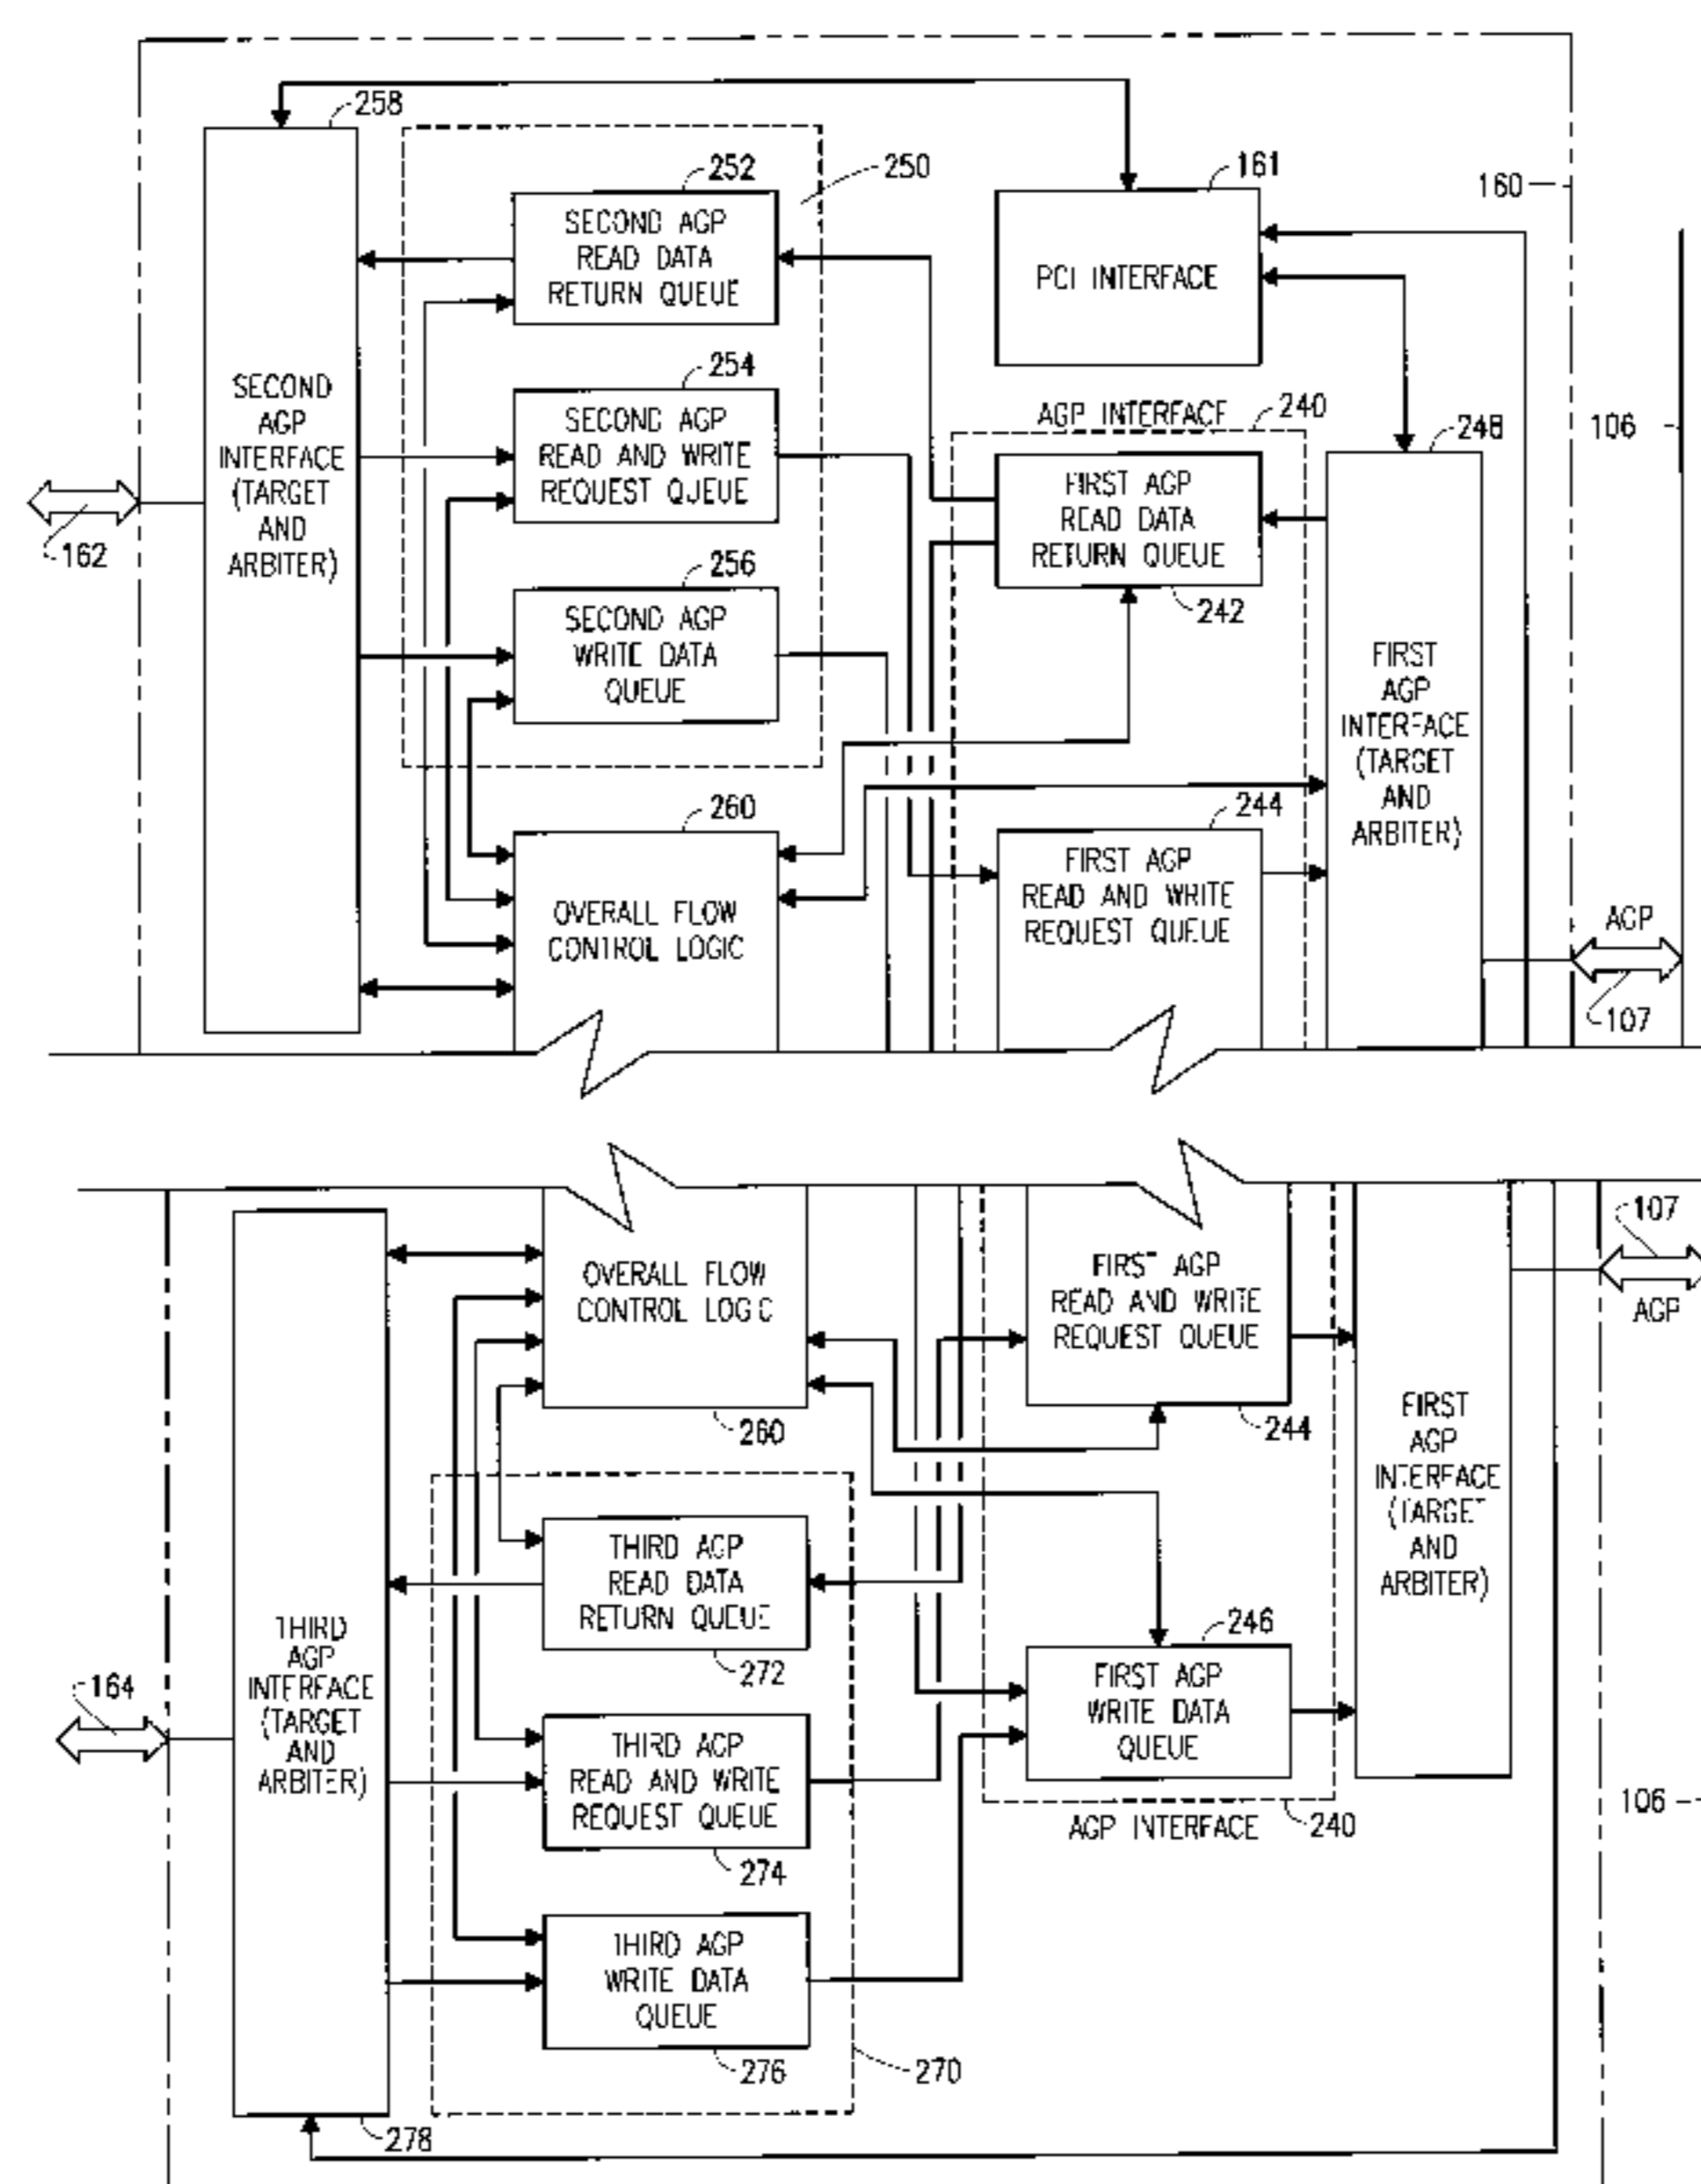 258
252
250
161
160
SECOND AGP
READ DATA
RETURN QUEUE
PCI INTERFACE
254
SECOND
AGP
INTERFACE
(TARGET
AND
ARBITER)
SECOND AGP
READ AND WRITE
REQUEST QUEUE
AGP INTERFACE
240
248
106
FIRST AGP
READ DATA
RETURN QUEUE
162
256
242
SECOND AGP
WRITE DATA
QUEUE
FIRST
AGP
INTERFACE
(TARGET
AND
ARBITER)
260
244
OVERALL FLOW
CONTROL LOGIC
FIRST AGP
READ AND WRITE
REQUEST QUEUE
AGP
107
107
AGP
OVERALL FLOW
CONTROL LOGIC
FIRST AGP
READ AND WRITE
REQUEST QUEUE
260
244
FIRST
AGP
INTERFACE
(TARGET
AND
ARBITER)
THIRD AGP
READ DATA
RETURN QUEUE
272
246
164
THIRD
AGP
INTERFACE
(TARGET
AND
ARBITER)
FIRST AGP
WRITE DATA
QUEUE
THIRD AGP
READ AND WRITE
REQUEST QUEUE
274
AGP INTERFACE
240
106
THIRD AGP
WRITE DATA
QUEUE
276
270
278